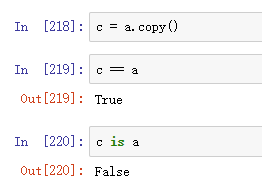 In [218]: c = a.copy()
In [219]: c == a
Out[219]: True
In [220]: c is a
Out[220]: False